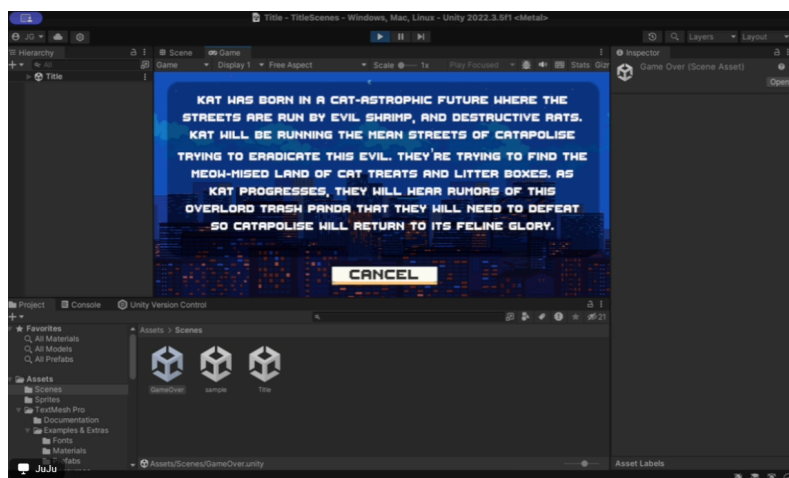 Title - TitleScenes - Windows, Mac, Linux - Unity 2022.3.5f1 <Metal>
JG
Layers Layout
Hierarchy
Scene Game
Inspector
All
Game Display 1 Free Aspect Scale 1x Play Focused Stats Giz
Title
Game Over (Scene Asset)
Open
KAT WAS BORN IN A CAT-ASTROPHIC FUTURE WHERE THE
STREETS ARE RUN BY EVIL SHRIMP, AND DESTRUCTIVE RATS.
KAT WILL BE RUNNING THE MEAN STREETS OF CATAPOLISE
TRYING TO ERADICATE THIS EVIL. THEY'RE TRYING TO FIND THE
MEOW-MISED LAND OF CAT TREATS AND LITTER BOXES. AS
KAT PROGRESSES, THEY WILL HEAR RUMORS OF THIS
OVERLORD TRASH PANDA THAT THEY WILL NEED TO DEFEAT
SO CATAPOLISE WILL RETURN TO ITS FELINE GLORY.
CANCEL
Project Console Unity Version Control
21
Favorites
All Materials
All Models
All Prefabs
Assets
Scenes
Sprites
TextMesh Pro
Documentation
Examples & Extras
Fonts
Materials
Assets > Scenes
GameOver sample Title
Assets/Scenes/GameOver.unity
Asset Labels
JuJu